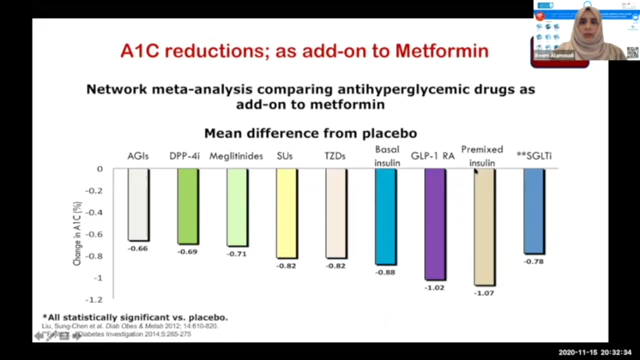 A1C reductions; as add-on to Metformin
Network meta-analysis comparing antihyperglycemic drugs as
add-on to metformin
Mean difference from placebo
AGIs DPP-4i Meglitinides SUs TZDs Basal insulin GLP-1 RA Premixed insulin **SGLTi
Change in A1C (%)
0
-0.2
-0.4
-0.6
-0.8
-1
-1.2
-0.66 -0.69 -0.71 -0.82 -0.82 -0.88 -1.02 -1.07 -0.78
*All statistically significant vs. placebo.
Liu, Sung-Chen et al. Diab Obes & Metab 2012; 14:810-820.
Diabetes Investigation 2014;5:265-275
2020-11-15 20:32:34